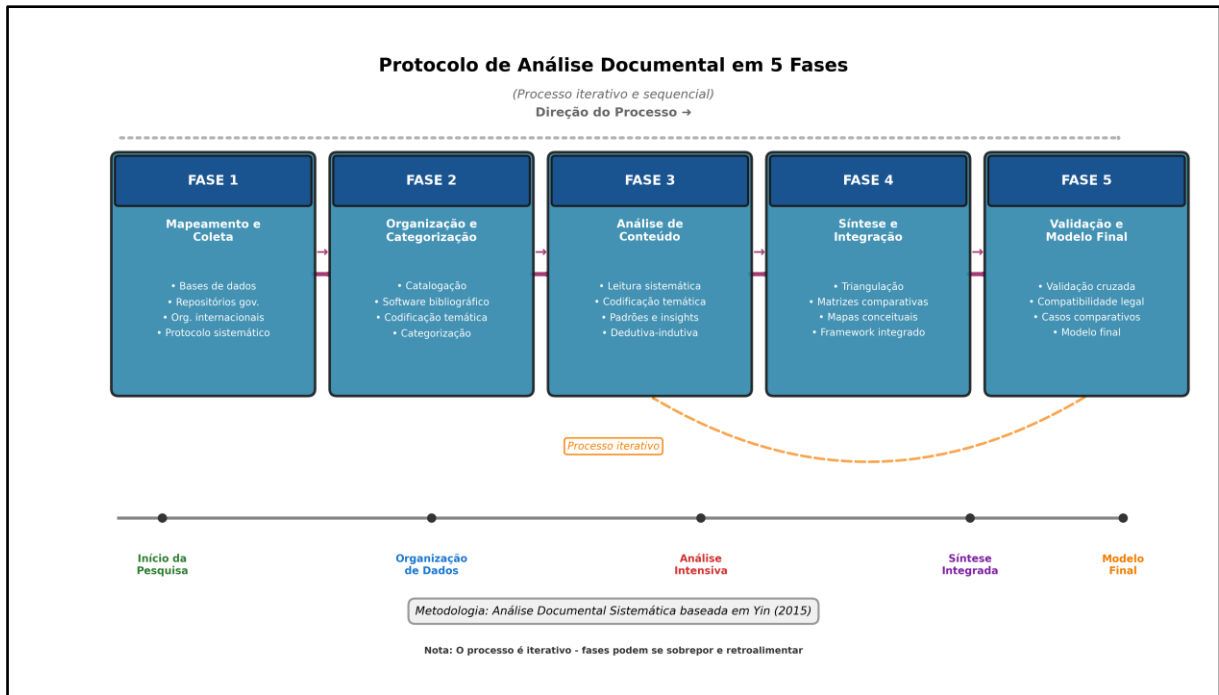 Protocolo de Análise Documental em 5 Fases
(Processo iterativo e sequencial)
Direção do Processo ➔
FASE 1
Mapeamento e
Coleta
• Bases de dados
• Repositórios gov.
• Org. internacionais
• Protocolo sistemático
→
FASE 2
Organização e
Categorização
• Catalogação
• Software bibliográfico
• Codificação temática
• Categorização
→
FASE 3
Análise de
Conteúdo
• Leitura sistemática
• Codificação temática
• Padrões e insights
• Dedutiva-indutiva
→
FASE 4
Síntese e
Integração
• Triangulação
• Matrizes comparativas
• Mapas conceituais
• Framework integrado
→
FASE 5
Validação e
Modelo Final
• Validação cruzada
• Compatibilidade legal
• Casos comparativos
• Modelo final
Processo iterativo
Início da
Pesquisa
Organização
de Dados
Análise
Intensiva
Síntese
Integrada
Modelo
Final
Metodologia: Análise Documental Sistemática baseada em Yin (2015)
Nota: O processo é iterativo - fases podem se sobrepor e retroalimentar